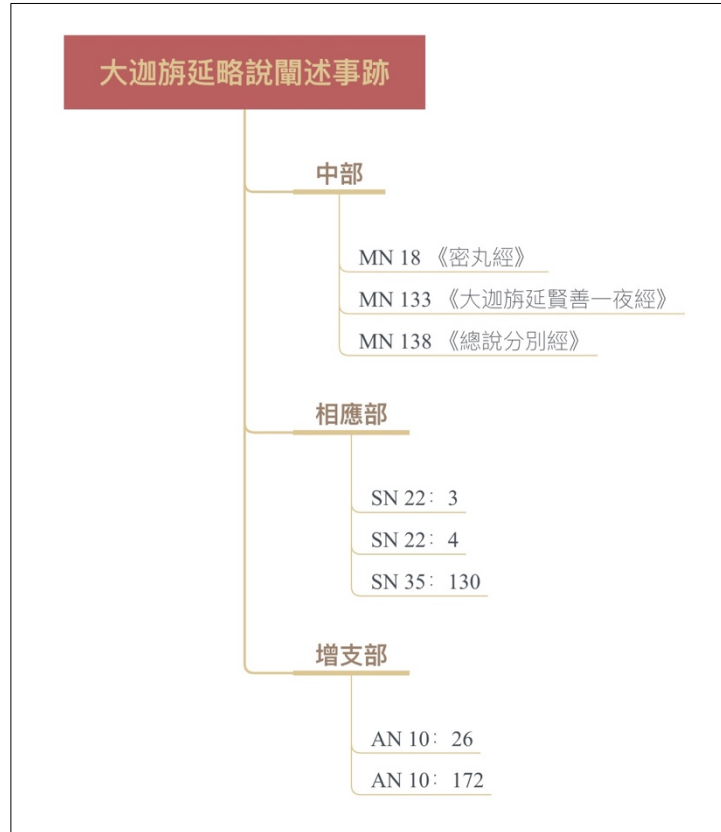 大迦旃延略說闡述事跡
中部
MN 18 《密丸經》
MN 133 《大迦旃延賢善一夜經》
MN 138 《總說分別經》
相應部
SN 22：3
SN 22：4
SN 35：130
增支部
AN 10：26
AN 10：172